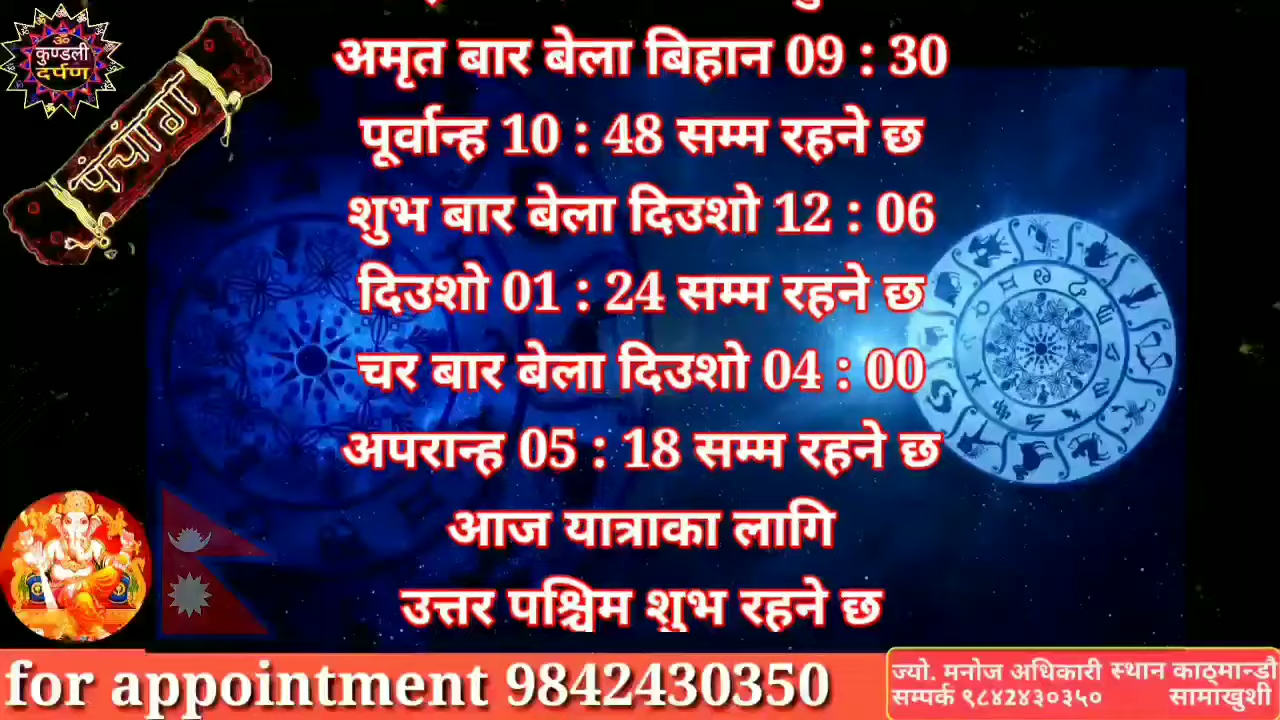 ॐ
कुण्डली
दर्पण
पंचांग
अमृत बार बेला बिहान 09 : 30
पूर्वान्ह 10 : 48 सम्म रहने छ
शुभ बार बेला दिउशो 12 : 06
दिउशो 01 : 24 सम्म रहने छ
चर बार बेला दिउशो 04 : 00
अपरान्ह 05 : 18 सम्म रहने छ
आज यात्राका लागि
उत्तर पश्चिम शुभ रहने छ
for appointment 9842430350
ज्यो. मनोज अधिकारी स्थान काठ्मान्डौ
सम्पर्क ९८४२४३०३५० सामाखुशी